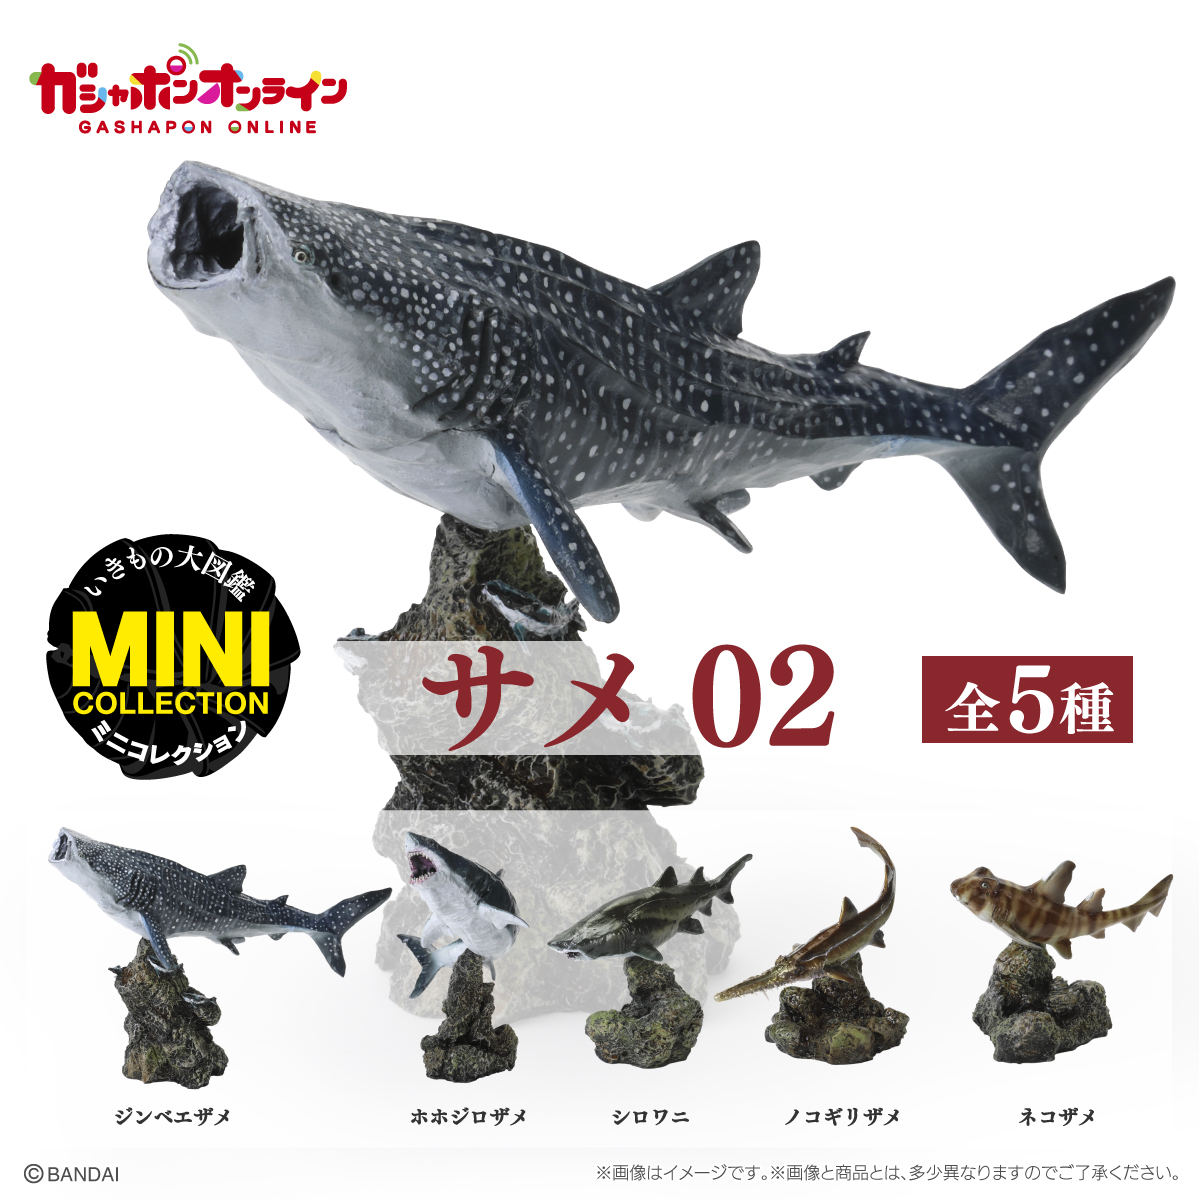 ガシャポンオンライン
GASHAPON ONLINE
いきもの大図鑑
MINI
COLLECTION
ミニコレクション
サメ 02
全5種
ジンベエザメ
ホホジロザメ
シロワニ
ノコギリザメ
ネコザメ
©BANDAI
※画像はイメージです。※画像と商品とは、多少異なりますのでご了承ください。